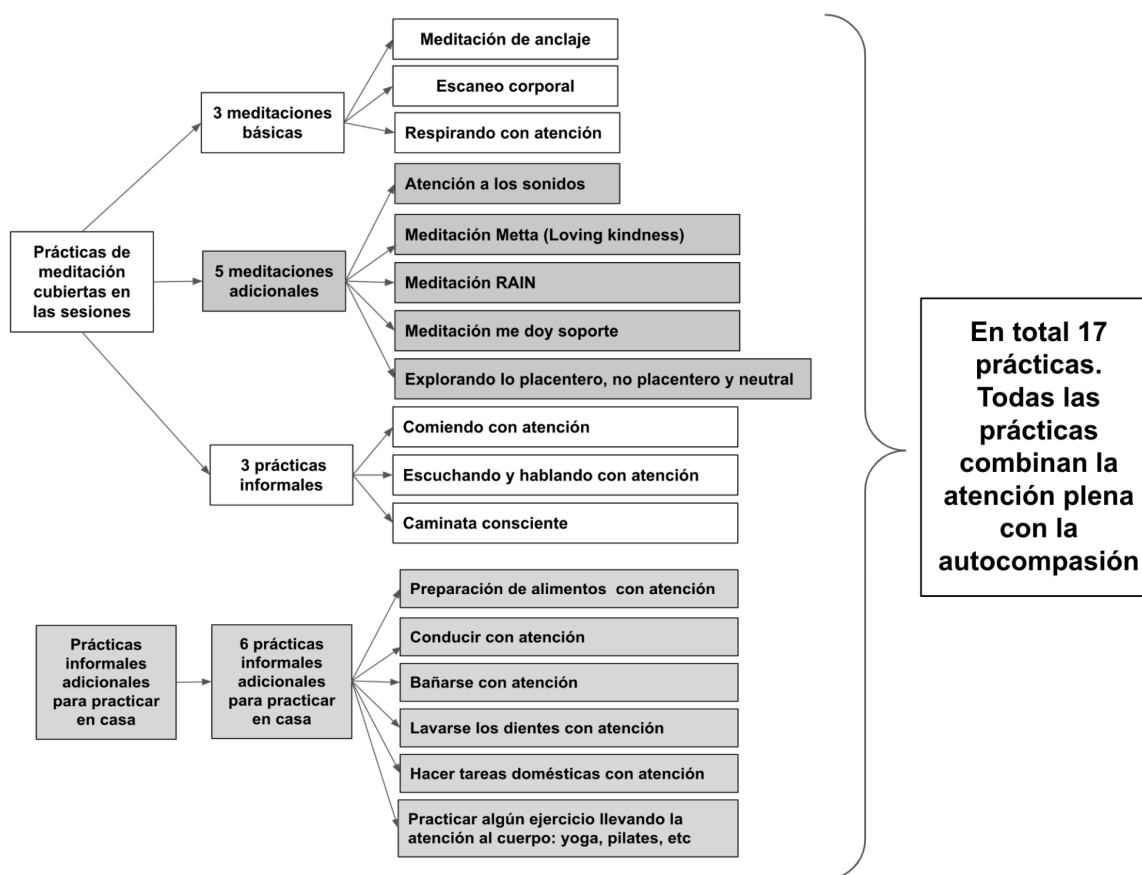 Meditación de anclaje
Escaneo corporal
3 meditaciones
básicas
Respirando con atención
Atención a los sonidos
Meditación Metta (Loving kindness)
Prácticas de
meditación
cubiertas en
las sesiones
5 meditaciones
adicionales
Meditación RAIN
Meditación me doy soporte
Explorando lo placentero, no placentero y neutral
Comiendo con atención
3 prácticas
informales
Escuchando y hablando con atención
Caminata consciente
Preparación de alimentos  con atención
Prácticas
informales
adicionales
para practicar
en casa
6 prácticas
informales
adicionales
para practicar
en casa
Conducir con atención
Bañarse con atención
Lavarse los dientes con atención
Hacer tareas domésticas con atención
Practicar algún ejercicio llevando la
atención al cuerpo: yoga, pilates, etc
En total 17
prácticas.
Todas las
prácticas
combinan la
atención plena
con la
autocompasión